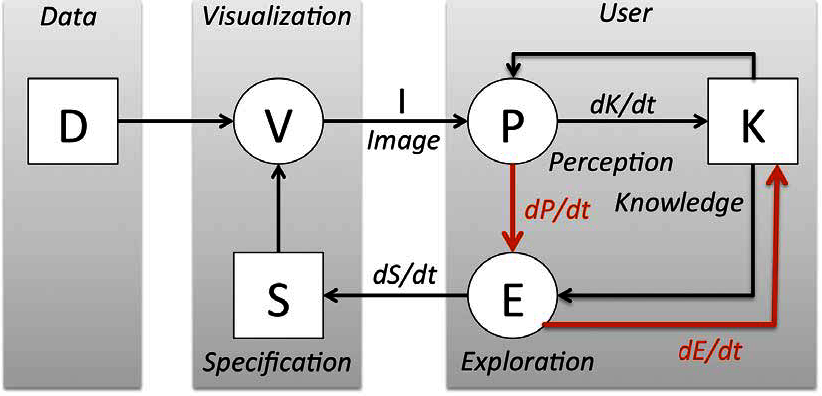 Data
Visualization
User
D
V
I
Image
P
dK/dt
K
Perception
dP/dt
Knowledge
S
dS/dt
E
Specification
Exploration
dE/dt